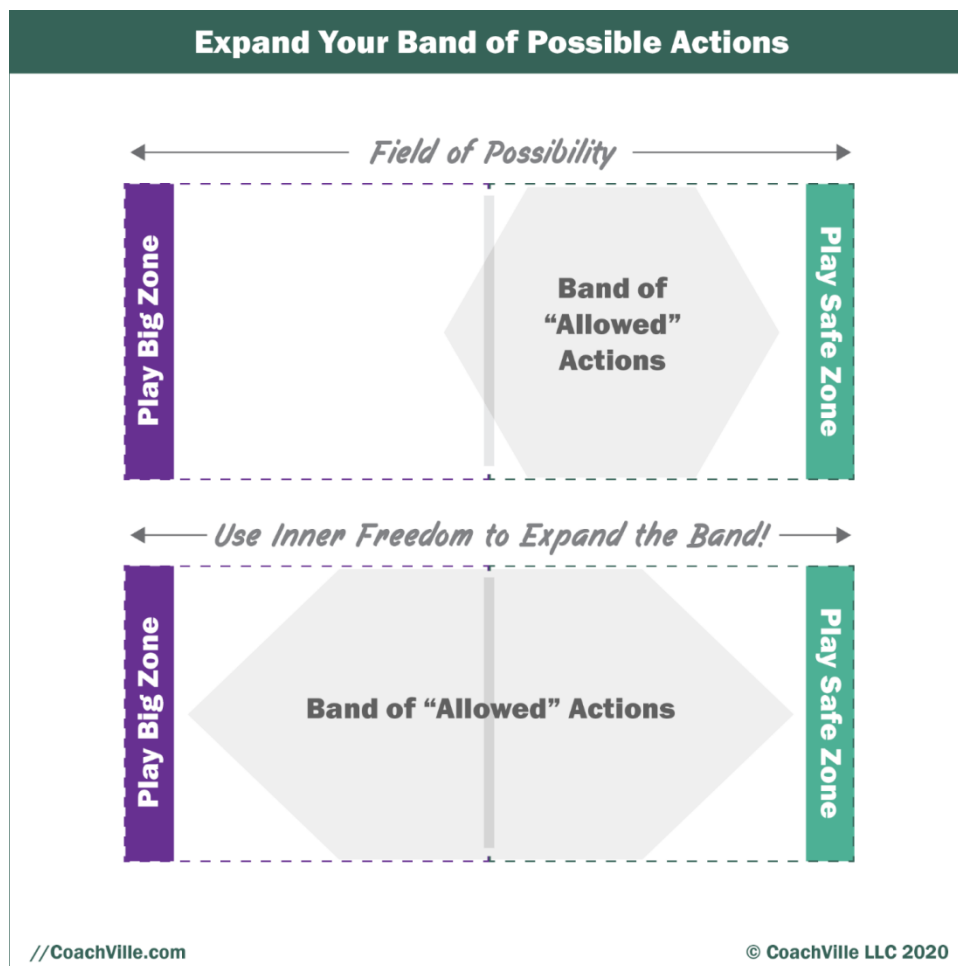 Expand Your Band of Possible Actions
Field of Possibility
Play Big Zone
Band of
“Allowed”
Actions
Play Safe Zone
Use Inner Freedom to Expand the Band!
Play Big Zone
Band of “Allowed” Actions
Play Safe Zone
//CoachVille.com
© CoachVille LLC 2020